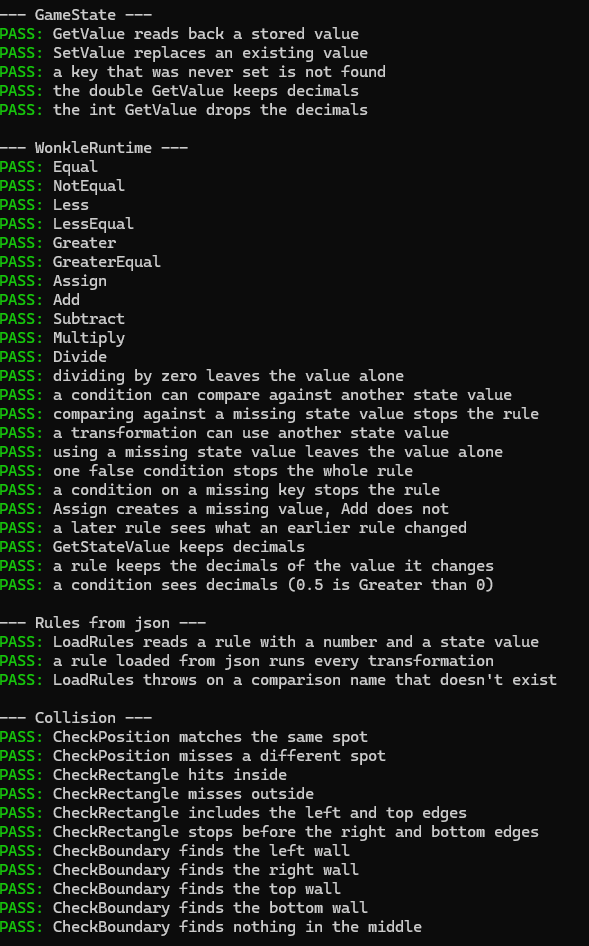 --- GameState ---
PASS: GetValue reads back a stored value
PASS: SetValue replaces an existing value
PASS: a key that was never set is not found
PASS: the double GetValue keeps decimals
PASS: the int GetValue drops the decimals

--- WonkleRuntime ---
PASS: Equal
PASS: NotEqual
PASS: Less
PASS: LessEqual
PASS: Greater
PASS: GreaterEqual
PASS: Assign
PASS: Add
PASS: Subtract
PASS: Multiply
PASS: Divide
PASS: dividing by zero leaves the value alone
PASS: a condition can compare against another state value
PASS: comparing against a missing state value stops the rule
PASS: a transformation can use another state value
PASS: using a missing state value leaves the value alone
PASS: one false condition stops the whole rule
PASS: a condition on a missing key stops the rule
PASS: Assign creates a missing value, Add does not
PASS: a later rule sees what an earlier rule changed
PASS: GetStateValue keeps decimals
PASS: a rule keeps the decimals of the value it changes
PASS: a condition sees decimals (0.5 is Greater than 0)

--- Rules from json ---
PASS: LoadRules reads a rule with a number and a state value
PASS: a rule loaded from json runs every transformation
PASS: LoadRules throws on a comparison name that doesn't exist

--- Collision ---
PASS: CheckPosition matches the same spot
PASS: CheckPosition misses a different spot
PASS: CheckRectangle hits inside
PASS: CheckRectangle misses outside
PASS: CheckRectangle includes the left and top edges
PASS: CheckRectangle stops before the right and bottom edges
PASS: CheckBoundary finds the left wall
PASS: CheckBoundary finds the right wall
PASS: CheckBoundary finds the top wall
PASS: CheckBoundary finds the bottom wall
PASS: CheckBoundary finds nothing in the middle